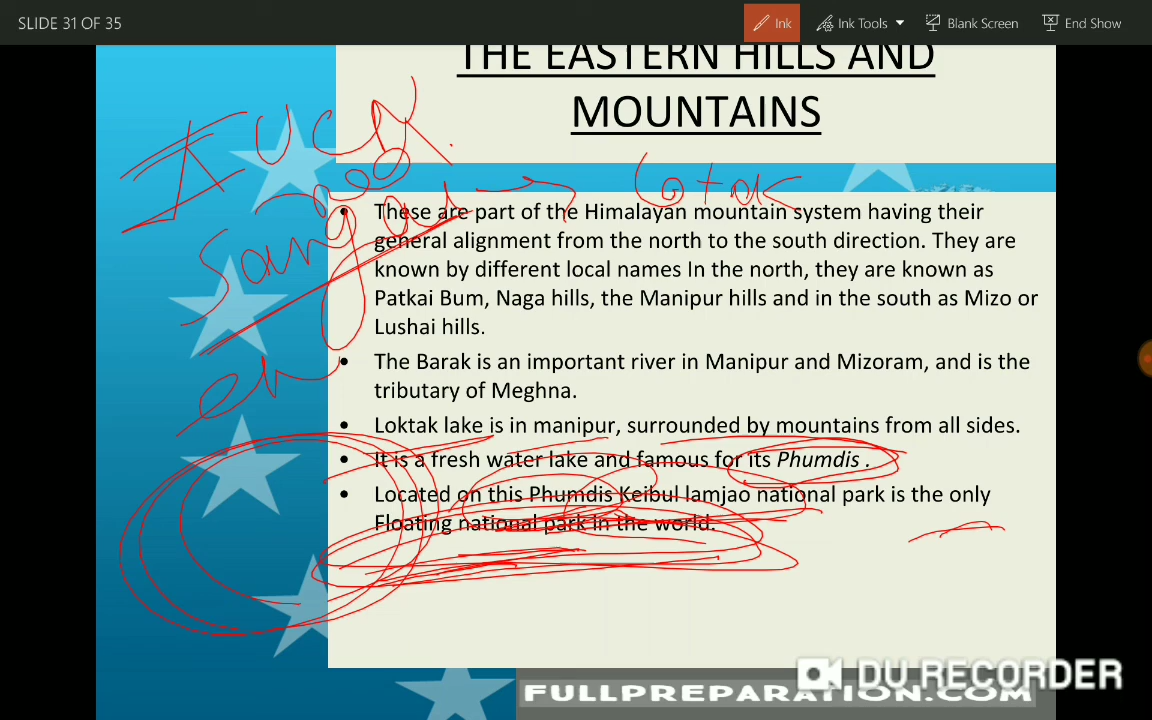 SLIDE 31 OF 35
Ink
Ink Tools
Blank Screen
End Show
THE EASTERN HILLS AND
MOUNTAINS
• These are part of the Himalayan mountain system having their
general alignment from the north to the south direction. They are
known by different local names In the north, they are known as
Patkai Bum, Naga hills, the Manipur hills and in the south as Mizo or
Lushai hills.
• The Barak is an important river in Manipur and Mizoram, and is the
tributary of Meghna.
• Loktak lake is in manipur, surrounded by mountains from all sides.
• It is a fresh water lake and famous for its Phumdis .
• Located on this Phumdis Keibul lamjao national park is the only
Floating national park in the world.
DU RECORDER
FULLPREPARATION.COM